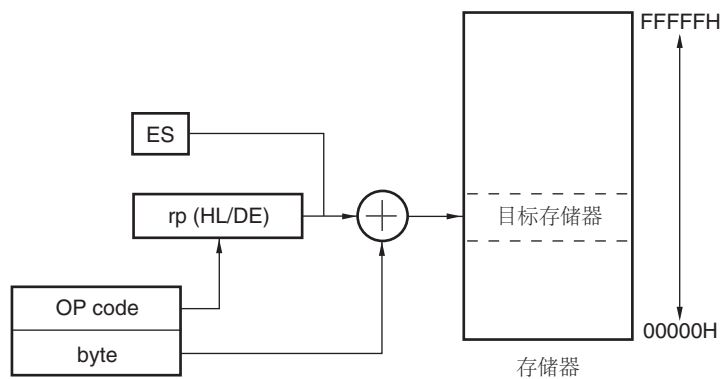 FFFFFH
ES
rp (HL/DE)
目标存储器
OP code
byte
00000H
存储器